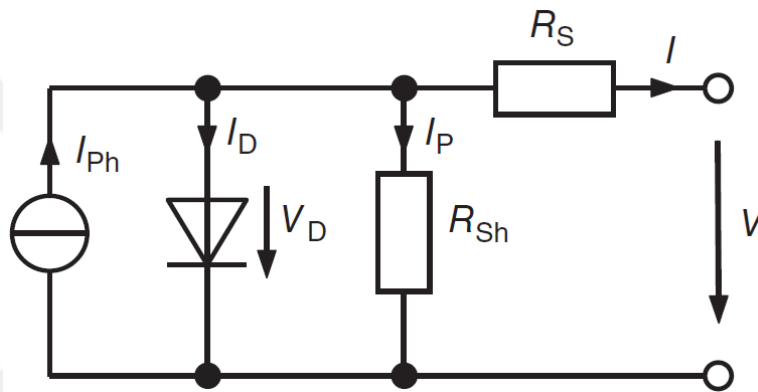 R_S
I
I_Ph
I_D
I_P
V_D
R_Sh
V